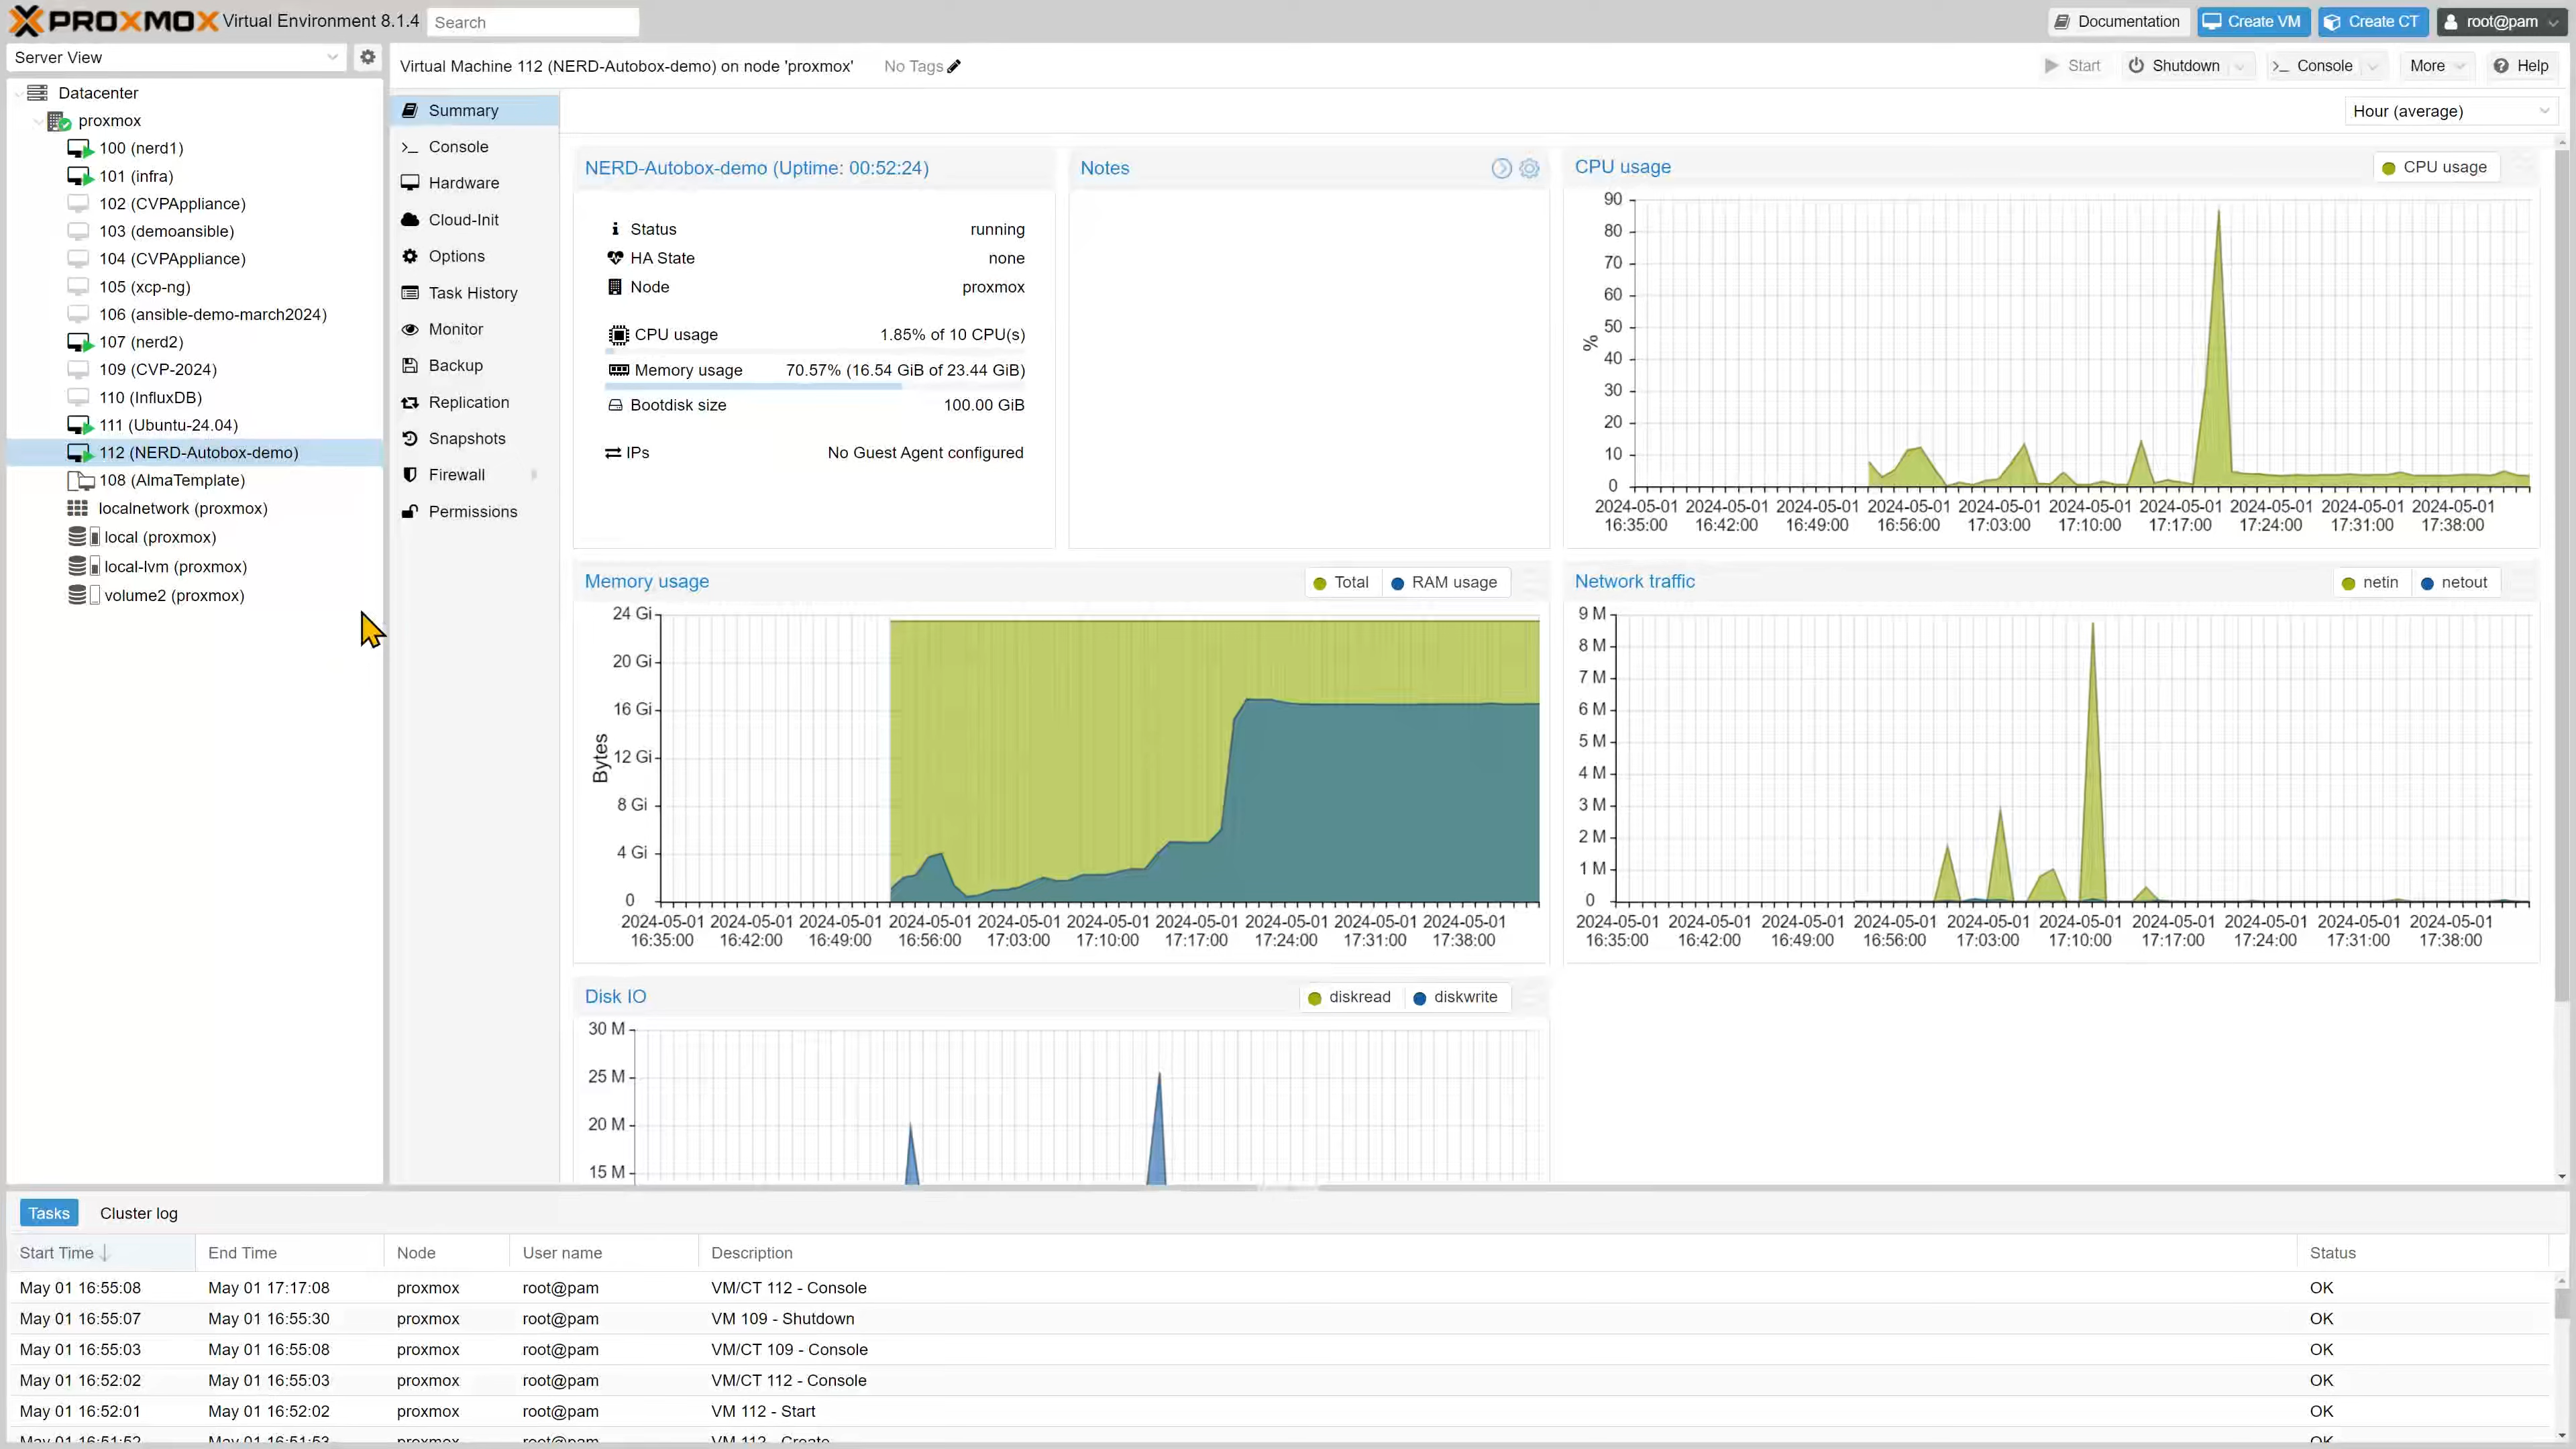 PROXMOX Virtual Environment 8.1.4 Search Documentation Create VM Create CT root@pam
Server View
Virtual Machine 112 (NERD-Autobox-demo) on node 'proxmox' No Tags Start Shutdown Console More Help
Datacenter
proxmox
100 (nerd1)
101 (infra)
102 (CVPAppliance)
103 (demoansible)
104 (CVPAppliance)
105 (xcp-ng)
106 (ansible-demo-march2024)
107 (nerd2)
109 (CVP-2024)
110 (InfluxDB)
111 (Ubuntu-24.04)
112 (NERD-Autobox-demo)
108 (AlmaTemplate)
localnetwork (proxmox)
local (proxmox)
local-lvm (proxmox)
volume2 (proxmox)
Summary
Console
Hardware
Cloud-Init
Options
Task History
Monitor
Backup
Replication
Snapshots
Firewall
Permissions
Hour (average)
NERD-Autobox-demo (Uptime: 00:52:24)
Status running
HA State none
Node proxmox
CPU usage 1.85% of 10 CPU(s)
Memory usage 70.57% (16.54 GiB of 23.44 GiB)
Bootdisk size 100.00 GiB
IPs No Guest Agent configured
Notes
CPU usage CPU usage
90
80
70
60
50
%
40
30
20
10
0
2024-05-01 2024-05-01 2024-05-01 2024-05-01 2024-05-01 2024-05-01 2024-05-01 2024-05-01 2024-05-01 2024-05-01
16:35:00 16:42:00 16:49:00 16:56:00 17:03:00 17:10:00 17:17:00 17:24:00 17:31:00 17:38:00
Memory usage Total RAM usage
24 Gi
20 Gi
16 Gi
Bytes
12 Gi
8 Gi
4 Gi
0
2024-05-01 2024-05-01 2024-05-01 2024-05-01 2024-05-01 2024-05-01 2024-05-01 2024-05-01 2024-05-01 2024-05-01
16:35:00 16:42:00 16:49:00 16:56:00 17:03:00 17:10:00 17:17:00 17:24:00 17:31:00 17:38:00
Network traffic netin netout
9 M
8 M
7 M
6 M
5 M
4 M
3 M
2 M
1 M
0
2024-05-01 2024-05-01 2024-05-01 2024-05-01 2024-05-01 2024-05-01 2024-05-01 2024-05-01 2024-05-01 2024-05-01
16:35:00 16:42:00 16:49:00 16:56:00 17:03:00 17:10:00 17:17:00 17:24:00 17:31:00 17:38:00
Disk IO diskread diskwrite
30 M
25 M
20 M
15 M
Tasks Cluster log
Start Time End Time Node User name Description Status
May 01 16:55:08 May 01 17:17:08 proxmox root@pam VM/CT 112 - Console OK
May 01 16:55:07 May 01 16:55:30 proxmox root@pam VM 109 - Shutdown OK
May 01 16:55:03 May 01 16:55:08 proxmox root@pam VM/CT 109 - Console OK
May 01 16:52:02 May 01 16:55:03 proxmox root@pam VM/CT 112 - Console OK
May 01 16:52:01 May 01 16:52:02 proxmox root@pam VM 112 - Start OK
May 01 16:51:52 May 01 16:51:53 proxmox root@pam VM 112 - Create OK